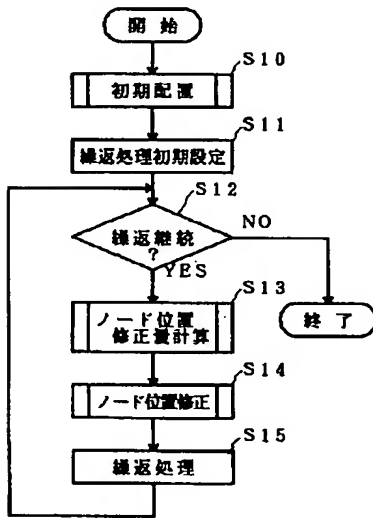 開始
S10
初期配置
S11
繰返処理初期設定
S12
繰返継続
?
NO
YES
S13
ノード位置
修正量計算
終了
S14
ノード位置修正
S15
繰返処理